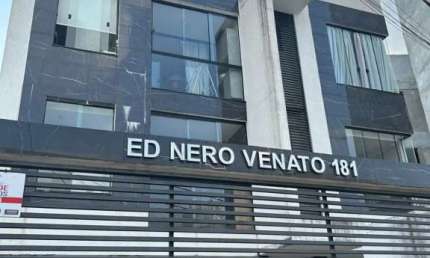 ED NERO VENATO 181